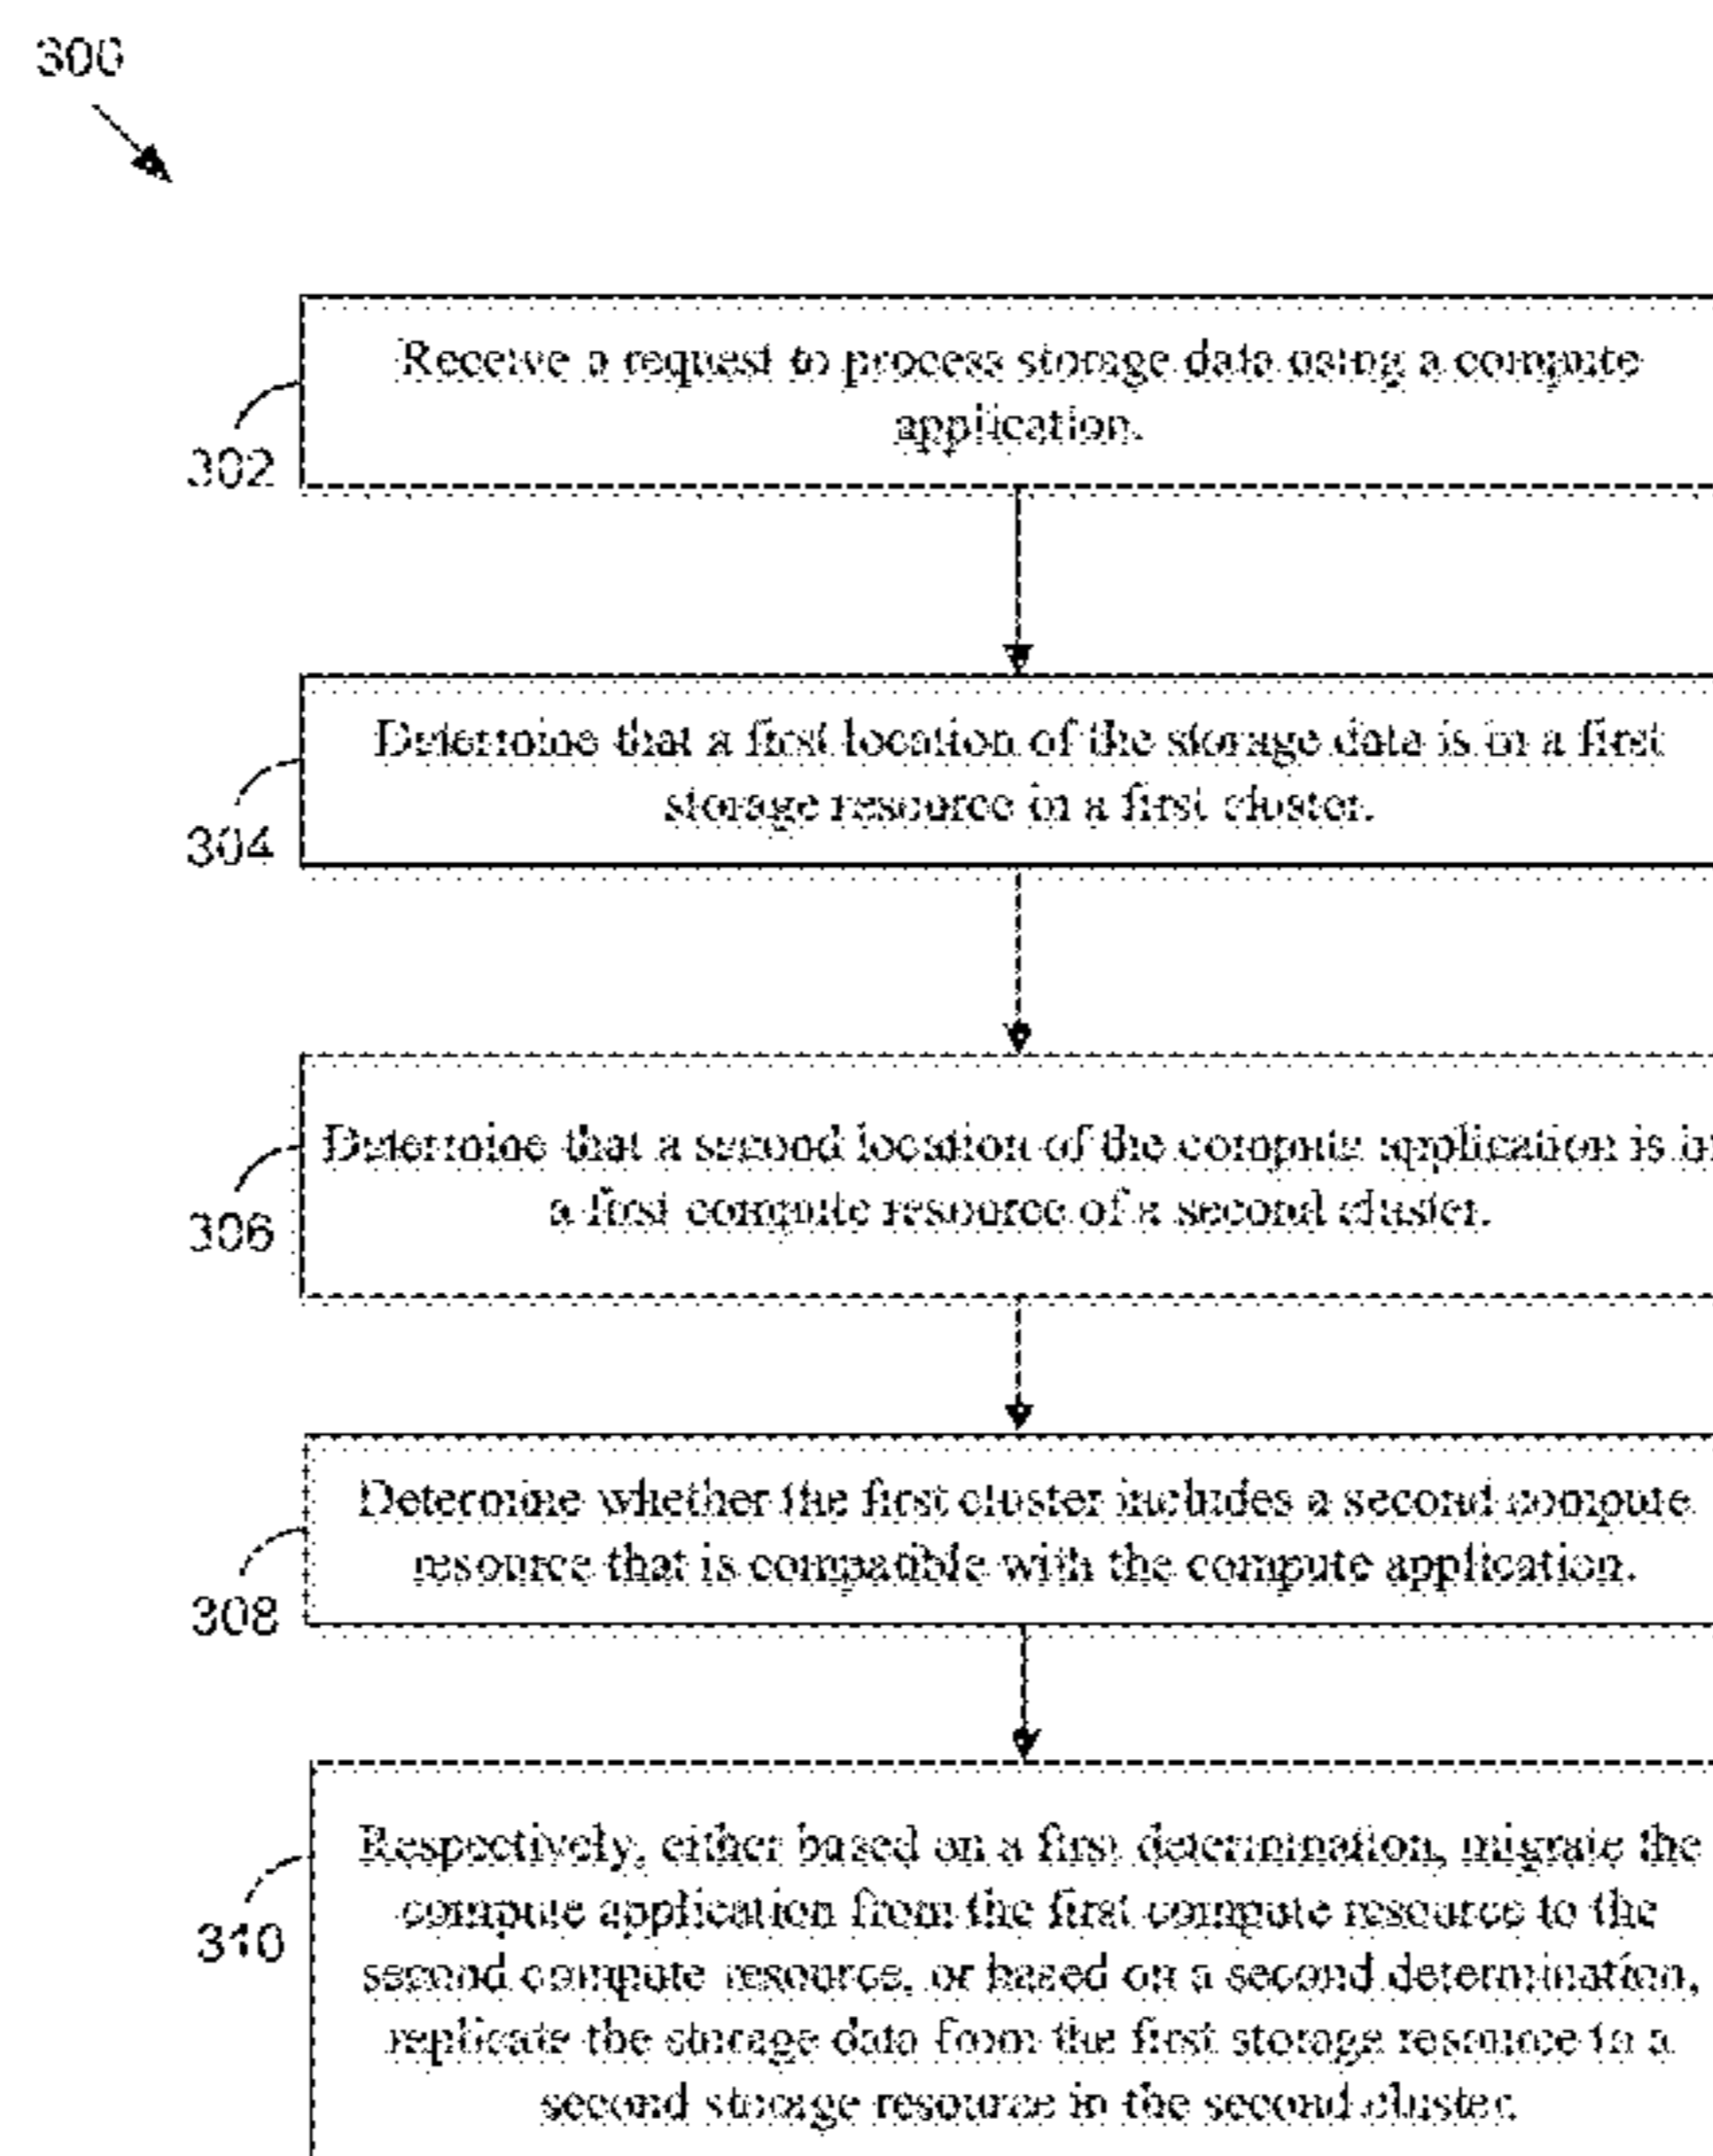 300
Receive a request to process storage data using a compute
application.
302
Determine that a first location of the storage data is in a first
storage resource in a first cluster.
304
Determine that a second location of the compute application is in
a first compute resource of a second cluster.
306
Determine whether the first cluster includes a second compute
resource that is compatible with the compute application.
308
Respectively, either based on a first determination, migrate the
compute application from the first compute resource to the
second compute resource, or based on a second determination,
replicate the storage data from the first storage resource to a
second storage resource in the second cluster.
310